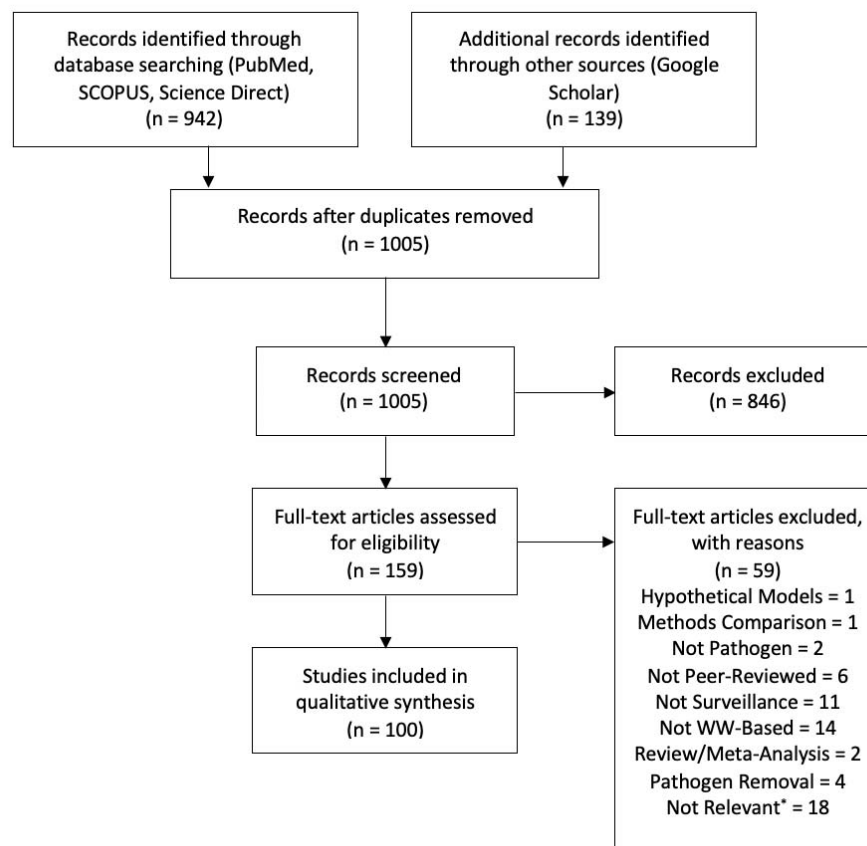 Records identified through
database searching (PubMed,
SCOPUS, Science Direct)
(n = 942)
Additional records identified
through other sources (Google
Scholar)
(n = 139)
Records after duplicates removed
(n = 1005)
Records screened
(n = 1005)
Records excluded
(n = 846)
Full-text articles assessed
for eligibility
(n = 159)
Full-text articles excluded,
with reasons
(n = 59)
Hypothetical Models = 1
Methods Comparison = 1
Not Pathogen = 2
Not Peer-Reviewed = 6
Not Surveillance = 11
Not WW-Based = 14
Review/Meta-Analysis = 2
Pathogen Removal = 4
Not Relevant* = 18
Studies included in
qualitative synthesis
(n = 100)